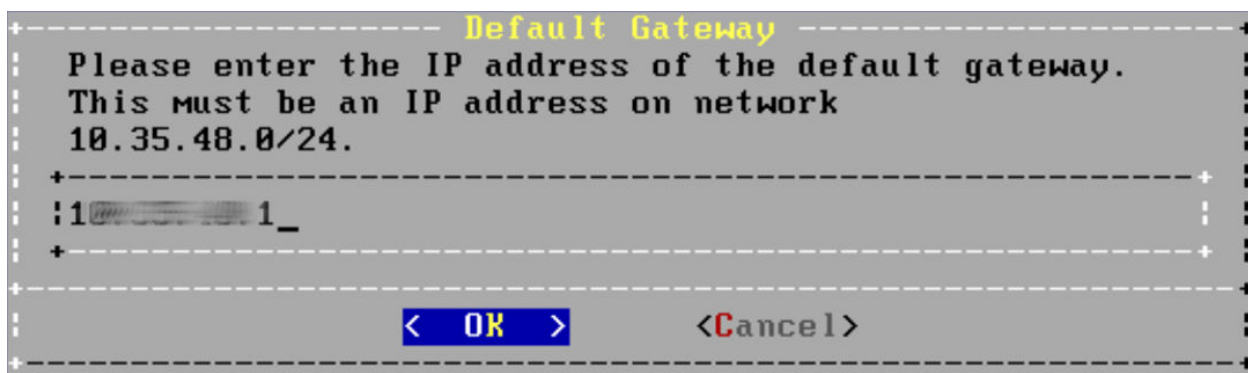 Default Gateway
Please enter the IP address of the default gateway.
This must be an IP address on network
10.35.48.0/24.
< OK > <Cancel>